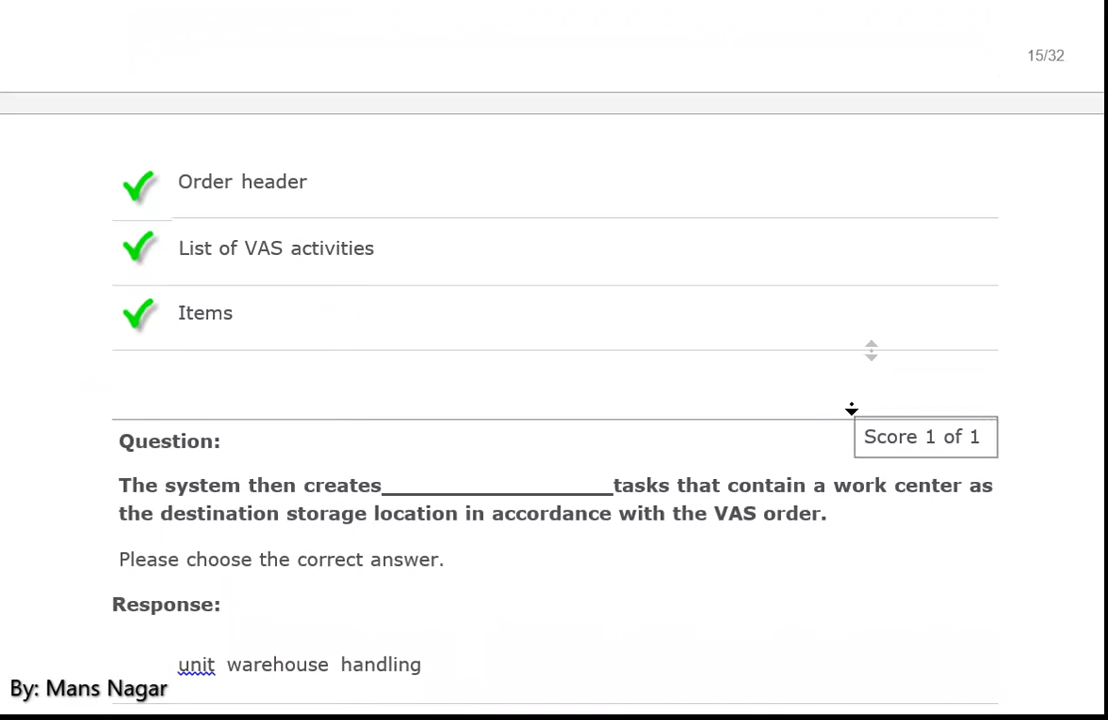 15/32
Order header
List of VAS activities
Items
Score 1 of 1
Question:
The system then creates_________________tasks that contain a work center as
the destination storage location in accordance with the VAS order.
Please choose the correct answer.
Response:
unit warehouse handling
By: Mans Nagar